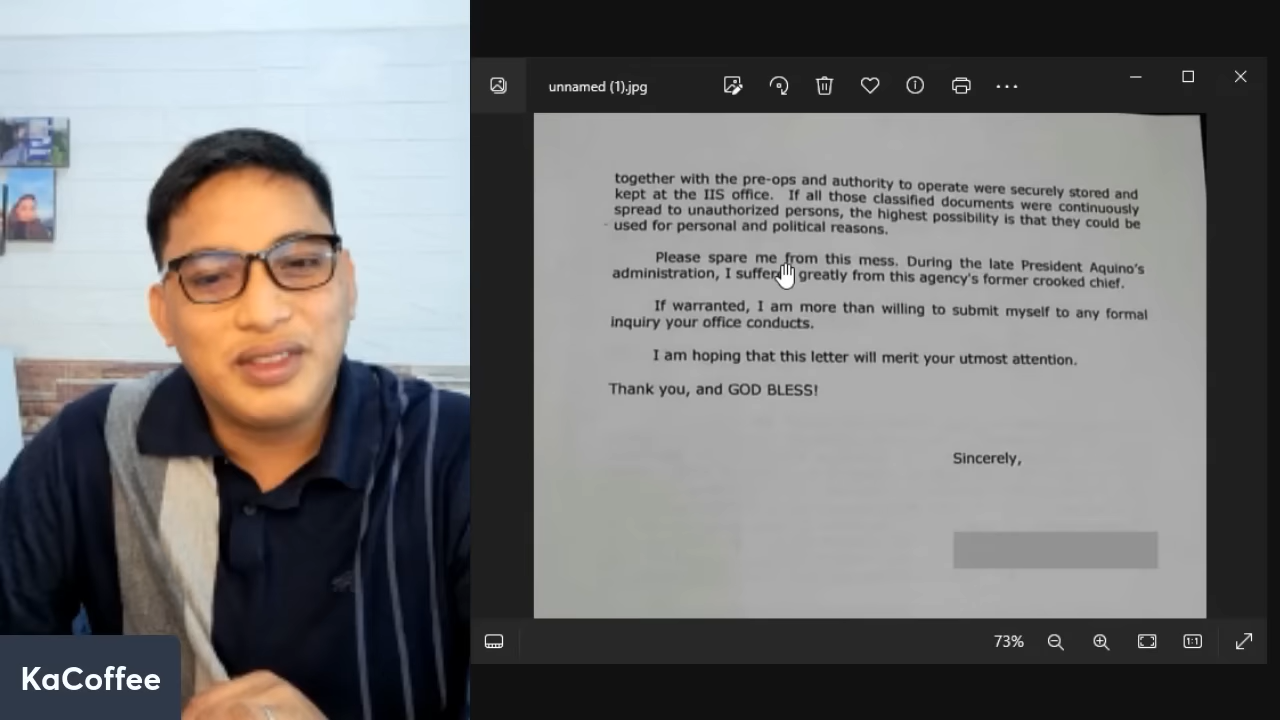 unnamed (1).jpg
together with the pre-ops and authority to operate were securely stored and
kept at the IIS office. If all those classified documents were continuously
spread to unauthorized persons, the highest possibility is that they could be
used for personal and political reasons.
Please spare me from this mess. During the late President Aquino's
administration, I suffered greatly from this agency's former crooked chief.
If warranted, I am more than willing to submit myself to any formal
inquiry your office conducts.
I am hoping that this letter will merit your utmost attention.
Thank you, and GOD BLESS!
Sincerely,
73%
1:1
KaCoffee